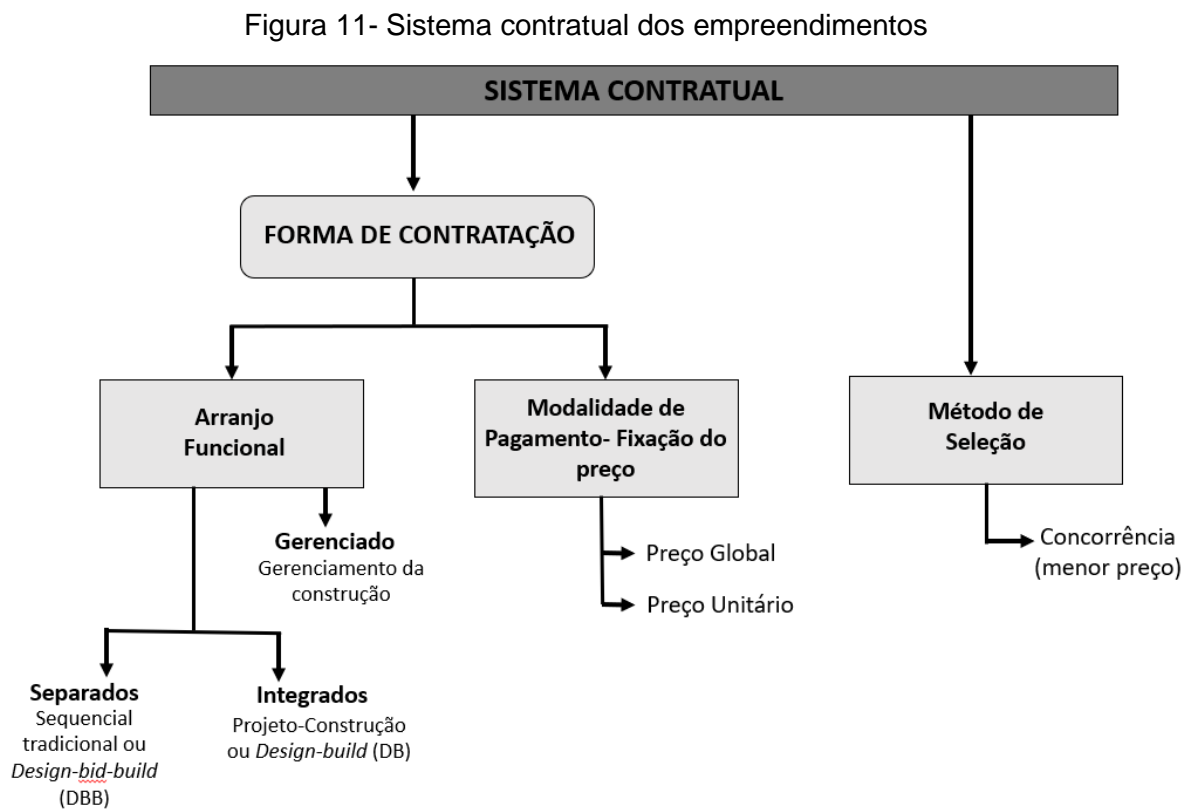 Figura 11- Sistema contratual dos empreendimentos
SISTEMA CONTRATUAL
FORMA DE CONTRATAÇÃO
Arranjo
Funcional
Modalidade de
Pagamento- Fixação do
preço
Método de
Seleção
Gerenciado
Gerenciamento da
construção
Preço Global
Preço Unitário
Concorrência
(menor preço)
Separados
Sequencial
tradicional ou
Design-bid-build
(DBB)
Integrados
Projeto-Construção
ou Design-build (DB)